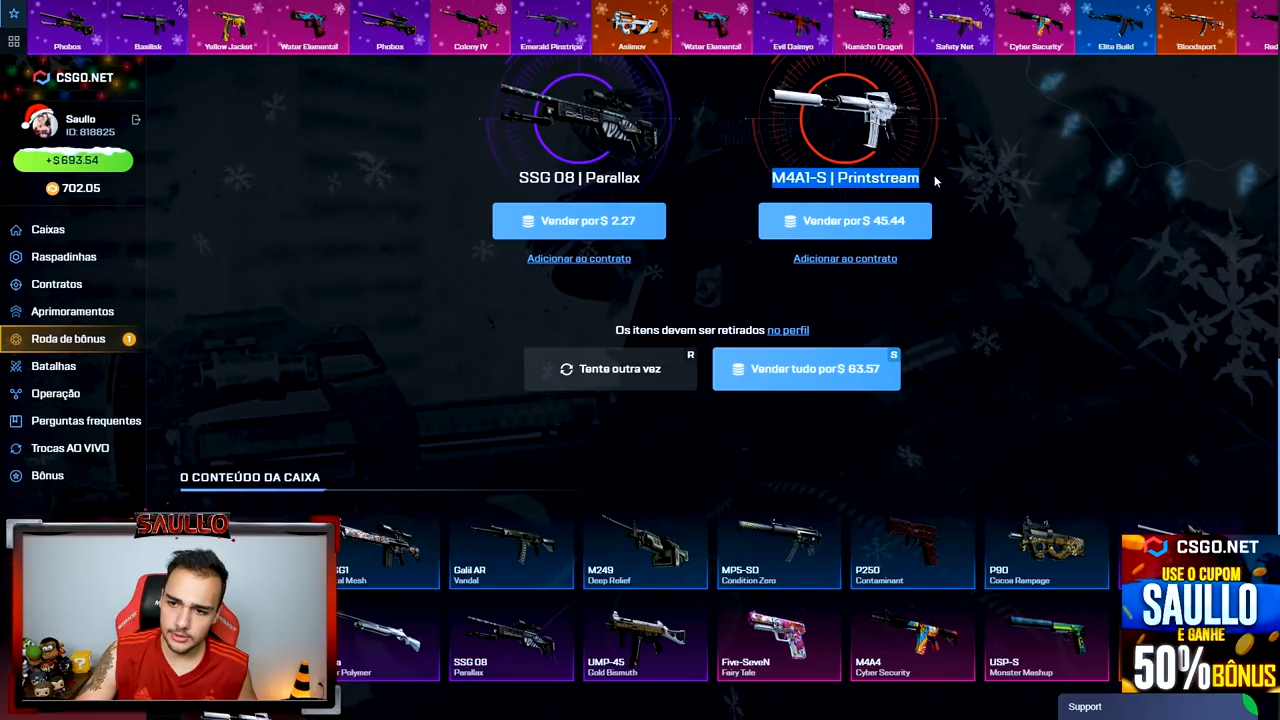 Phobos
Basilisk
Yellow Jacket
Water Elemental
Phobos
Colony IV
Emerald Pinstripe
Asiimov
Water Elemental
Evil Daimyo
Kumicho Dragon
Safety Net
Cyber Security
Elite Build
Bloodsport
Red
CSGO.NET
Saullo
ID: 818825
+$ 693.54
702.05
Caixas
Raspadinhas
Contratos
Aprimoramentos
Roda de bônus 1
Batalhas
Operação
Perguntas frequentes
Trocas AO VIVO
Bônus
SSG 08 | Parallax
M4A1-S | Printstream
Vender por $ 2.27
Vender por $ 45.44
Adicionar ao contrato
Adicionar ao contrato
Os itens devem ser retirados no perfil
Tente outra vez R
Vender tudo por $ 63.57 S
O CONTEÚDO DA CAIXA
SG1
al Mesh
Galil AR
Vandal
M249
Deep Relief
MP5-SD
Condition Zero
P250
Contaminant
P90
Cocoa Rampage
a
Polymer
SSG 08
Parallax
UMP-45
Gold Bismuth
Five-SeveN
Fairy Tale
M4A4
Cyber Security
USP-S
Monster Mashup
SAULLO
CSGO.NET
USE O CUPOM
SAULLO
E GANHE
50% BÔNUS
Support